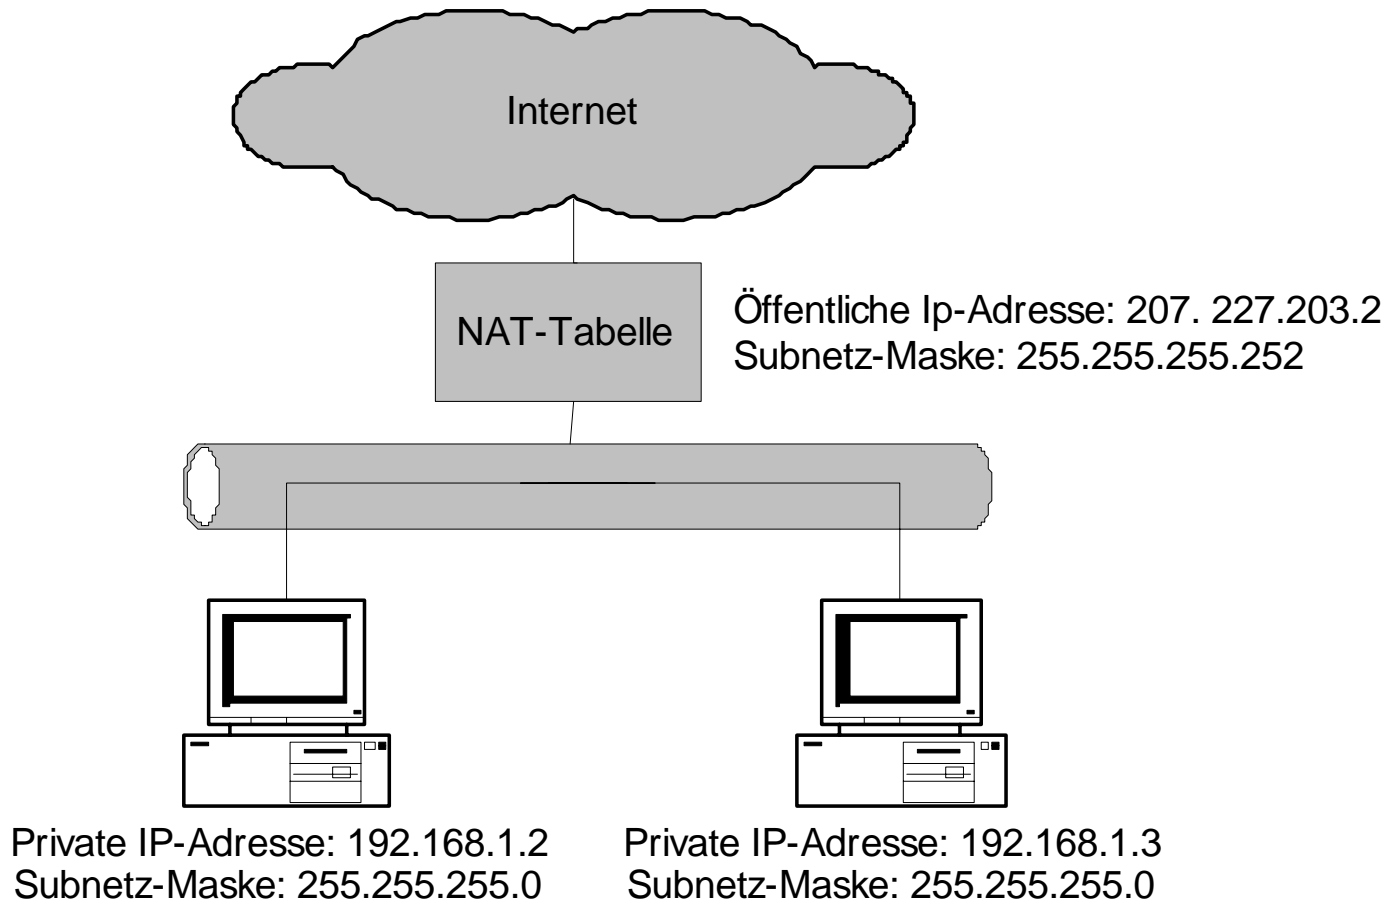 Internet
NAT-Tabelle
Öffentliche Ip-Adresse: 207. 227.203.2
Subnetz-Maske: 255.255.255.252
Private IP-Adresse: 192.168.1.2
Subnetz-Maske: 255.255.255.0
Private IP-Adresse: 192.168.1.3
Subnetz-Maske: 255.255.255.0